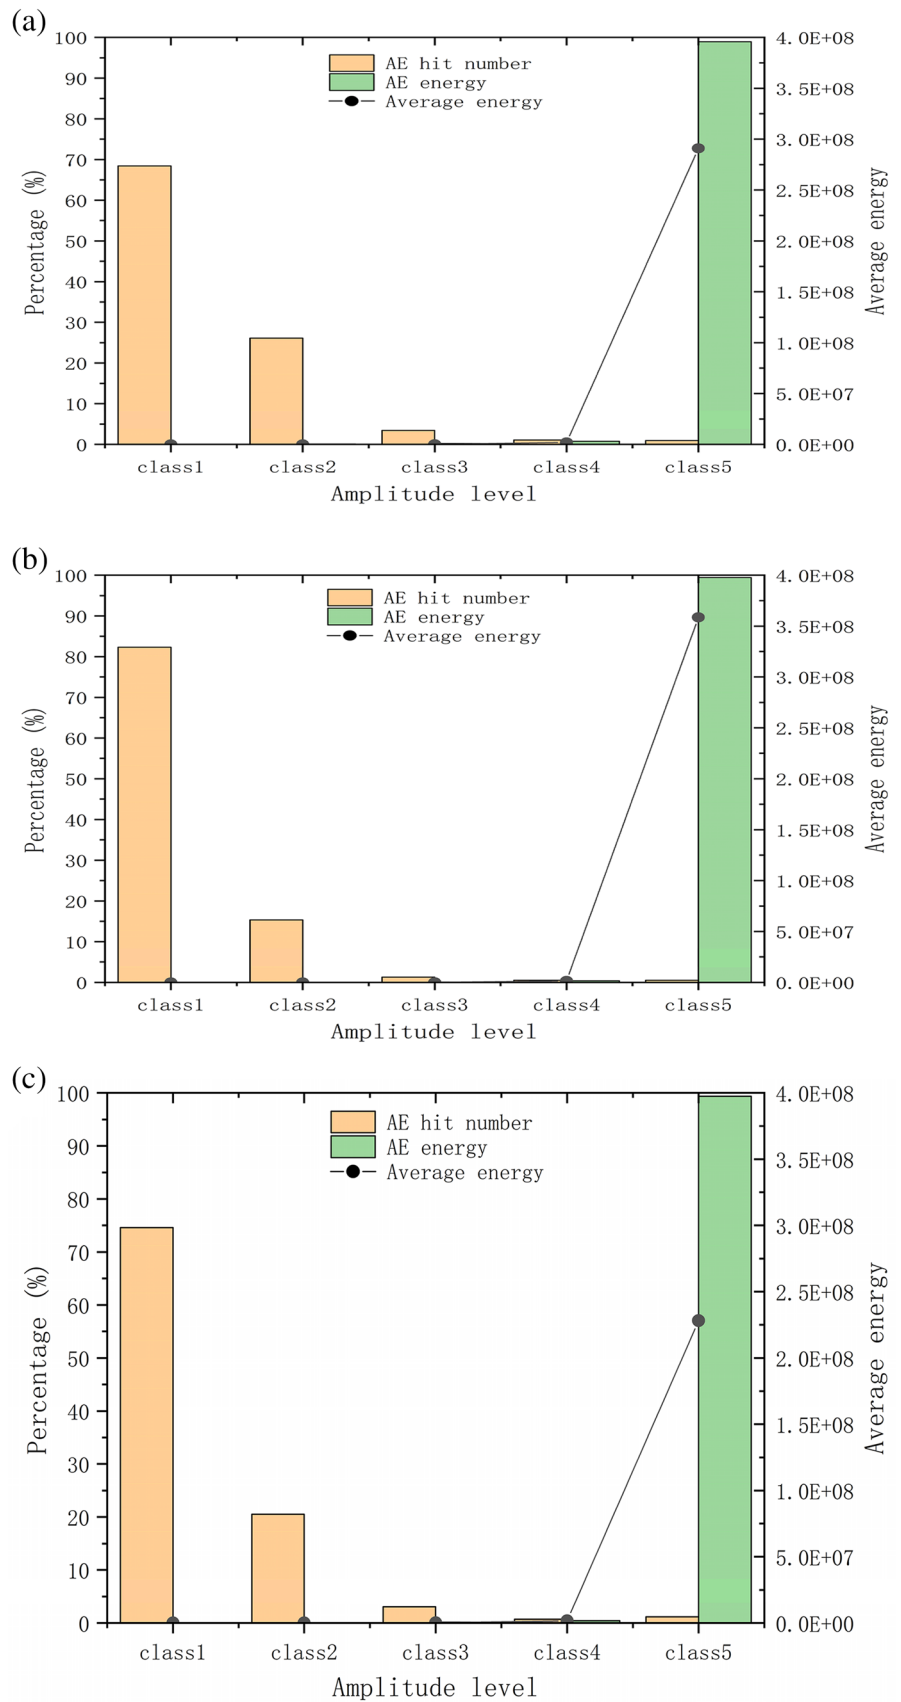 (a)
100
90
80
70
60
50
40
30
20
10
0
Percentage (%)
AE hit number
AE energy
Average energy
4.0E+08
3.5E+08
3.0E+08
2.5E+08
2.0E+08
1.5E+08
1.0E+08
5.0E+07
0.0E+00
Average energy
class1 class2 class3 class4 class5
Amplitude level
(b)
100
90
80
70
60
50
40
30
20
10
0
Percentage (%)
AE hit number
AE energy
Average energy
4.0E+08
3.5E+08
3.0E+08
2.5E+08
2.0E+08
1.5E+08
1.0E+08
5.0E+07
0.0E+00
Average energy
class1 class2 class3 class4 class5
Amplitude level
(c)
100
90
80
70
60
50
40
30
20
10
0
Percentage (%)
AE hit number
AE energy
Average energy
4.0E+08
3.5E+08
3.0E+08
2.5E+08
2.0E+08
1.5E+08
1.0E+08
5.0E+07
0.0E+00
Average energy
class1 class2 class3 class4 class5
Amplitude level